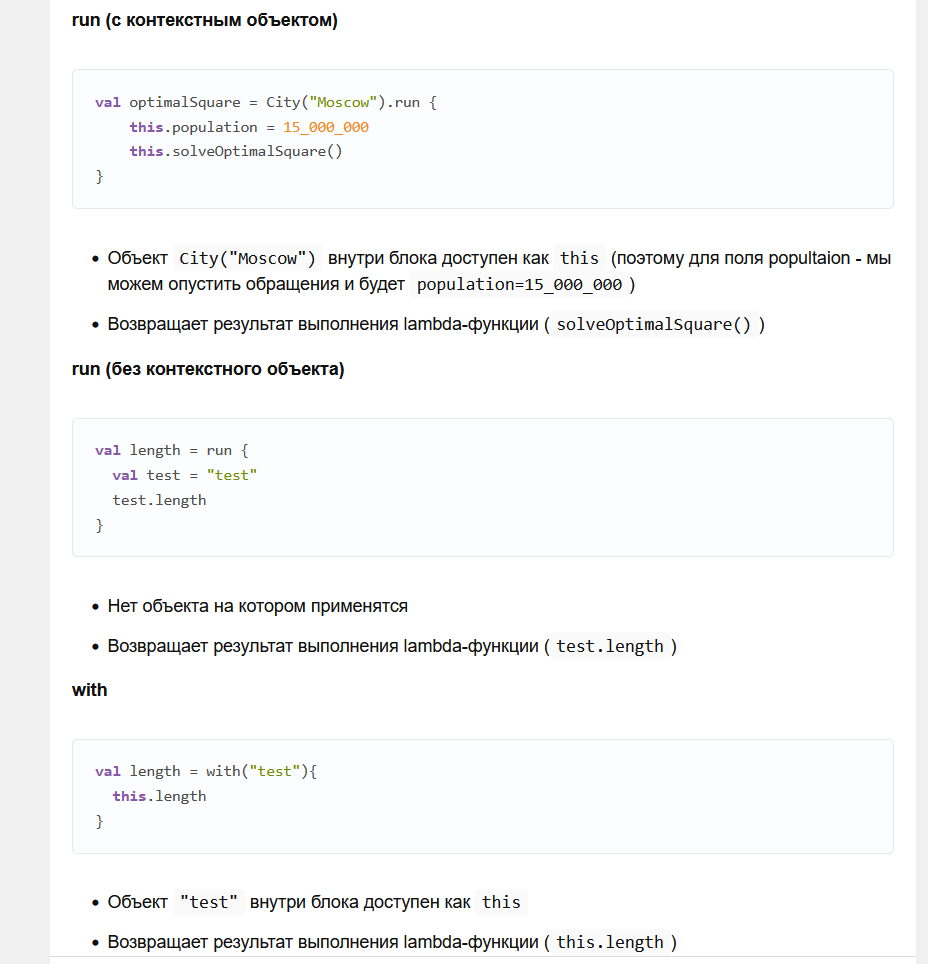 run (с контекстным объектом)
val optimalSquare = City("Moscow").run {
    this.population = 15_000_000
    this.solveOptimalSquare()
}
• Объект City("Moscow") внутри блока доступен как this (поэтому для поля popultaion - мы
можем опустить обращения и будет population=15_000_000 )
• Возвращает результат выполнения lambda-функции ( solveOptimalSquare() )
run (без контекстного объекта)
val length = run {
  val test = "test"
  test.length
}
• Нет объекта на котором применятся
• Возвращает результат выполнения lambda-функции ( test.length )
with
val length = with("test"){
  this.length
}
• Объект "test" внутри блока доступен как this
• Возвращает результат выполнения lambda-функции ( this.length )